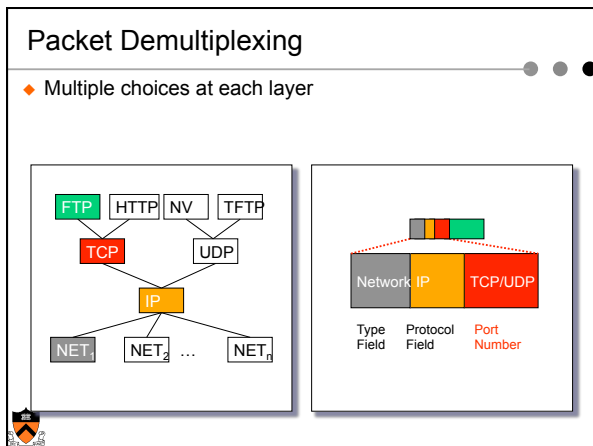 Packet Demultiplexing
Multiple choices at each layer
FTP HTTP NV TFTP
TCP UDP
IP
NET1 NET2 … NETn
Network IP TCP/UDP
Type Protocol Port
Field Field Number